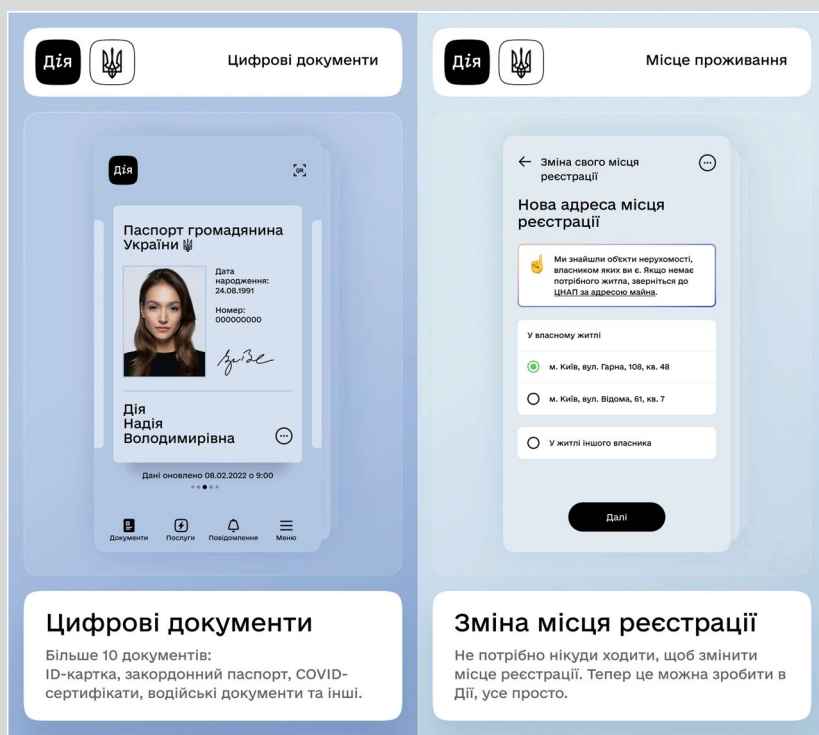 Дія
Цифрові документи
Дія
QR
Паспорт громадянина
України
Дата
народження:
24.08.1991
Номер:
000000000
Дія
Надія
Володимирівна
Дані оновлено 08.02.2022 о 9:00
Документи
Послуги
Повідомлення
Меню
Цифрові документи
Більше 10 документів:
ID-картка, закордонний паспорт, COVID-
сертифікати, водійські документи та інші.
Дія
Місце проживання
Зміна свого місця
реєстрації
Нова адреса місця
реєстрації
Ми знайшли обʼєкти нерухомості,
власником яких ви є. Якщо немає
потрібного житла, зверніться до
ЦНАП за адресою майна.
У власному житлі
м. Київ, вул. Гарна, 108, кв. 48
м. Київ, вул. Відома, 61, кв. 7
У житлі іншого власника
Далі
Зміна місця реєстрації
Не потрібно нікуди ходити, щоб змінити
місце реєстрації. Тепер це можна зробити в
Дії, усе просто.